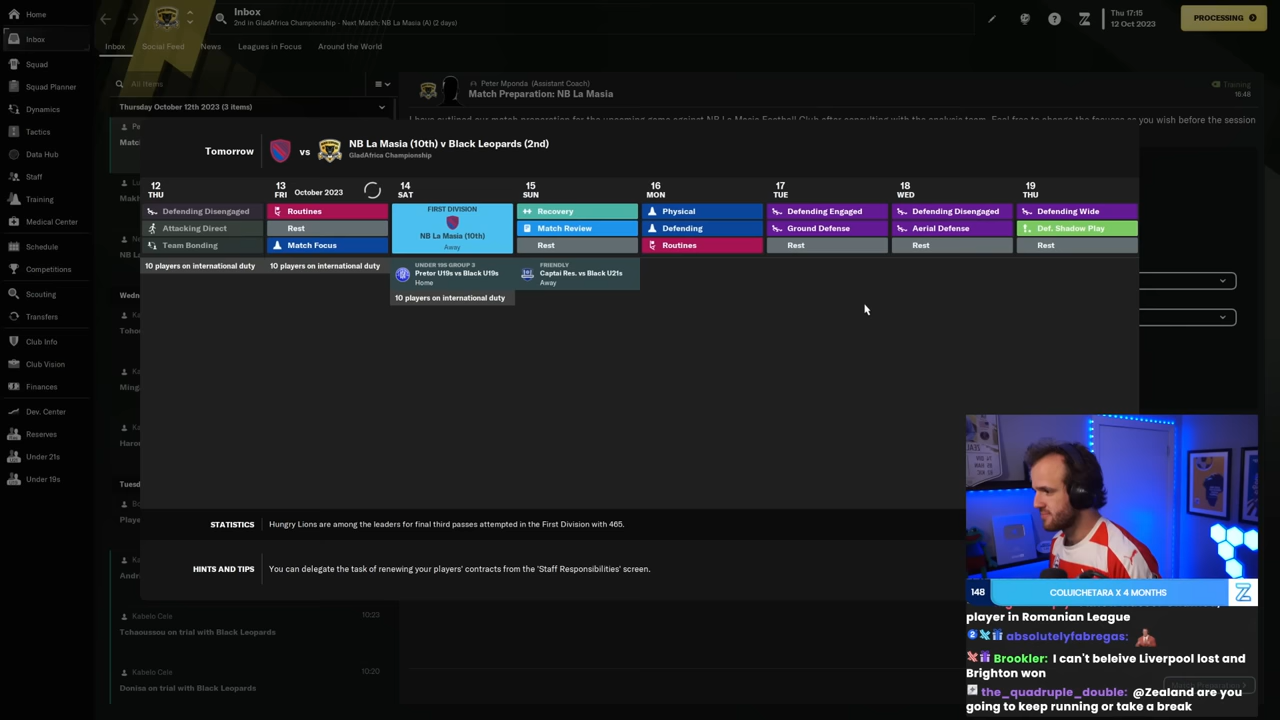 Home
Inbox
Squad
Squad Planner
Dynamics
Tactics
Data Hub
Staff
Training
Medical Center
Schedule
Competitions
Scouting
Transfers
Club Info
Club Vision
Finances
Dev. Center
Reserves
Under 21s
Under 19s
Inbox
2nd in GladAfrica Championship - Next Match: NB La Masia (A) (2 days)
Thu 17:15
12 Oct 2023
PROCESSING
Inbox
Social Feed
News
Leagues in Focus
Around the World
All Items
Thursday October 12th 2023 (3 items)
Peter Mponda (Assistant Coach)
Match Preparation: NB La Masia
Training
16:48
Tomorrow
vs
NB La Masia (10th) v Black Leopards (2nd)
GladAfrica Championship
12
THU
13
FRI
October 2023
14
SAT
15
SUN
16
MON
17
TUE
18
WED
19
THU
Defending Disengaged
Attacking Direct
Team Bonding
10 players on international duty
Routines
Rest
Match Focus
10 players on international duty
FIRST DIVISION
NB La Masia (10th)
Away
UNDER 19S GROUP 3
Pretor U19s vs Black U19s
Home
10 players on international duty
Recovery
Match Review
Rest
FRIENDLY
Captai Res. vs Black U21s
Away
Physical
Defending
Routines
Defending Engaged
Ground Defense
Rest
Defending Disengaged
Aerial Defense
Rest
Defending Wide
Def. Shadow Play
Rest
STATISTICS
Hungry Lions are among the leaders for final third passes attempted in the First Division with 465.
HINTS AND TIPS
You can delegate the task of renewing your players' contracts from the 'Staff Responsibilities' screen.
Kabelo Cele
10:23
Tchaoussou on trial with Black Leopards
Kabelo Cele
10:20
Donisa on trial with Black Leopards
148
COLUICHETARA X 4 MONTHS
player in Romanian League
absolutelyfabregas:
Brookler: I can't beleive Liverpool lost and
Brighton won
the_quadruple_double: @Zealand are you
going to keep running or take a break